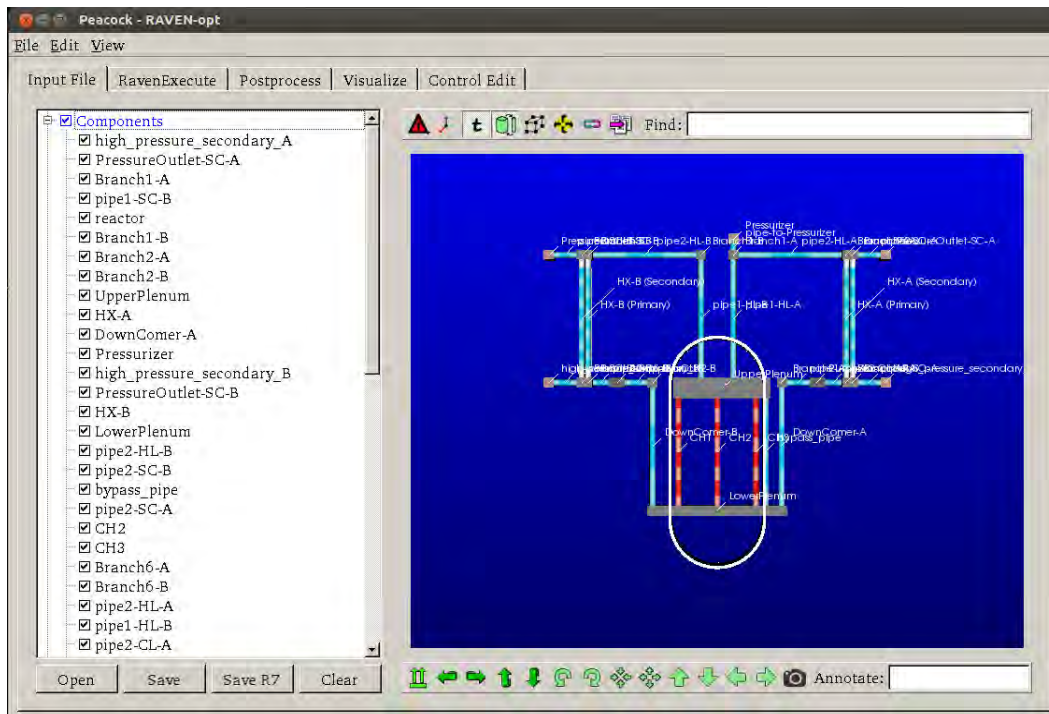 Peacock - RAVEN-opt
File Edit View
Input File RavenExecute Postprocess Visualize Control Edit
Components
high_pressure_secondary_A
PressureOutlet-SC-A
Branch1-A
pipe1-SC-B
reactor
Branch1-B
Branch2-A
Branch2-B
UpperPlenum
HX-A
DownComer-A
Pressurizer
high_pressure_secondary_B
PressureOutlet-SC-B
HX-B
LowerPlenum
pipe2-HL-B
pipe2-SC-B
bypass_pipe
pipe2-SC-A
CH2
CH3
Branch6-A
Branch6-B
pipe2-HL-A
pipe1-HL-B
pipe2-CL-A
Open Save Save R7 Clear
t Find:
Pressurizer
pipe-to-Pressurizer
pipe2-HL-B Branch1-A pipe2-HL-A
HX-B (Secondary) HX-A (Secondary)
HX-B (Primary) pipe1-HL-A HX-A (Primary)
UpperPlenum
DownComer-B CH1 CH2 bypass_pipe DownComer-A
LowerPlenum
Annotate: